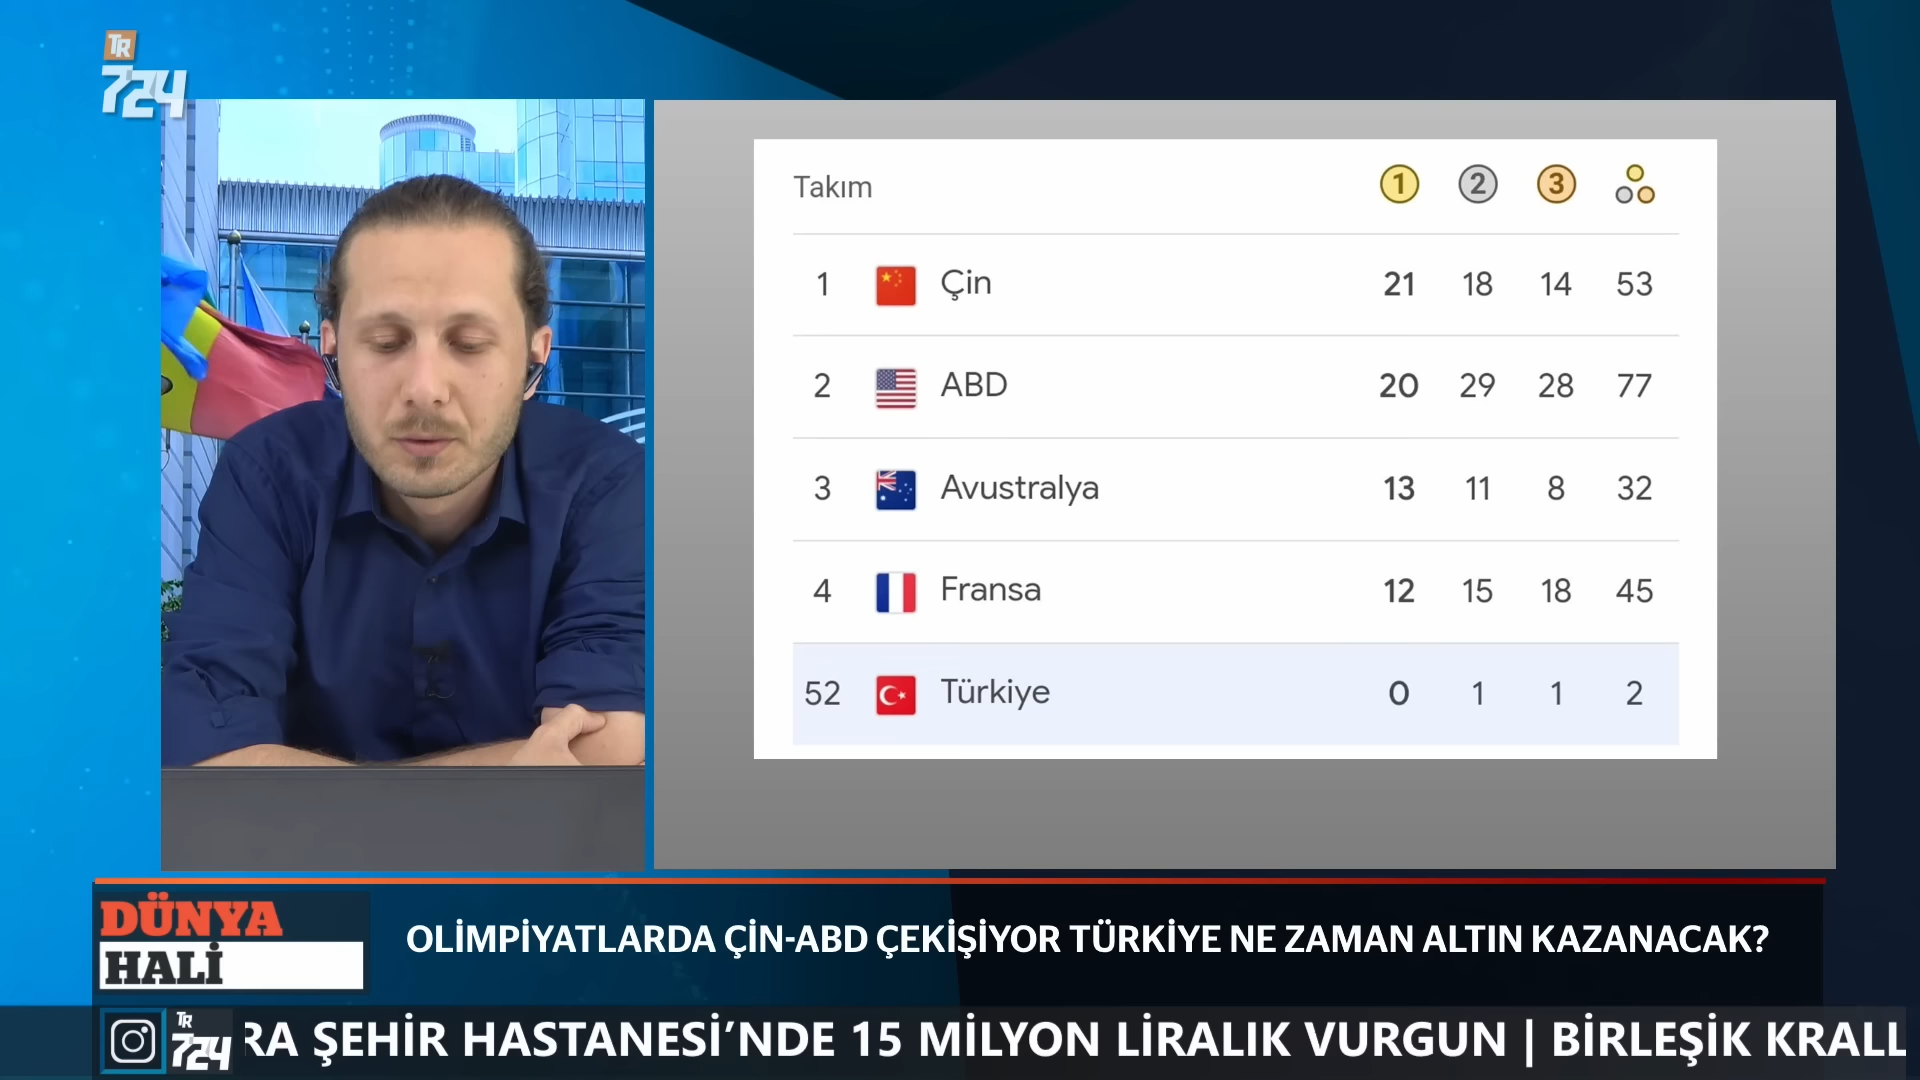 TR
724
Takım 1 2 3
1 Çin 21 18 14 53
2 ABD 20 29 28 77
3 Avustralya 13 11 8 32
4 Fransa 12 15 18 45
52 Türkiye 0 1 1 2
DÜNYA
HALİ
OLİMPİYATLARDA ÇİN-ABD ÇEKİŞİYOR TÜRKİYE NE ZAMAN ALTIN KAZANACAK?
TR
724
RA ŞEHİR HASTANESİ’NDE 15 MİLYON LİRALIK VURGUN | BİRLEŞİK KRALL